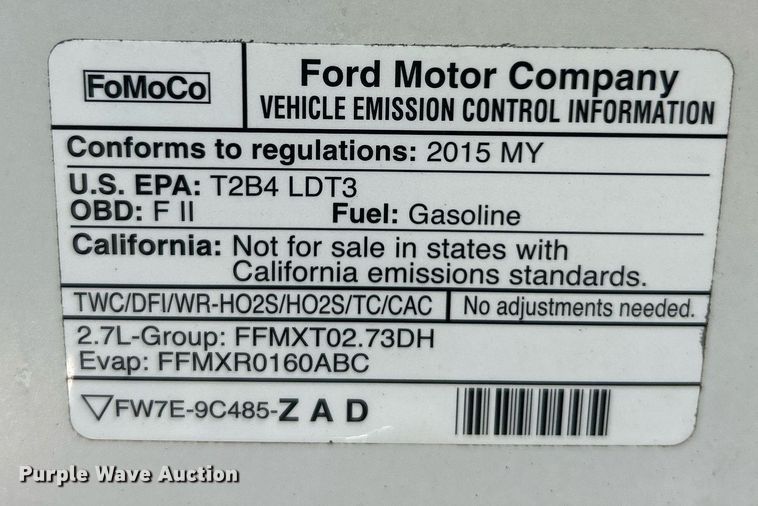 FoMoCo
Ford Motor Company
VEHICLE EMISSION CONTROL INFORMATION
Conforms to regulations: 2015 MY
U.S. EPA: T2B4 LDT3
OBD: F II Fuel: Gasoline
California: Not for sale in states with
California emissions standards.
TWC/DFI/WR-HO2S/HO2S/TC/CAC No adjustments needed.
2.7L-Group: FFMXT02.73DH
Evap: FFMXR0160ABC
▽FW7E-9C485-Z A D
Purple Wave Auction